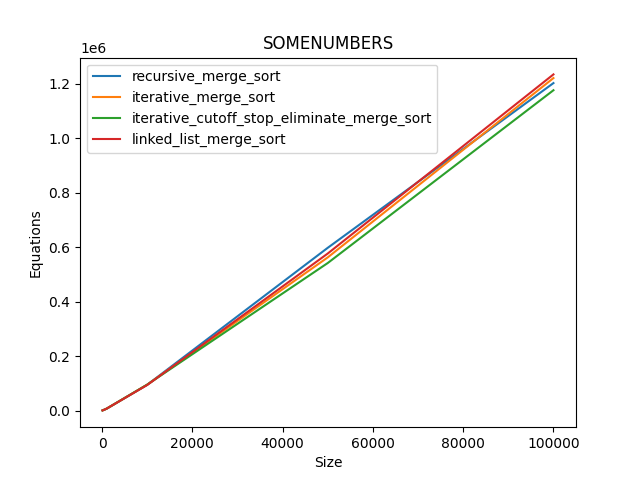 SOMENUMBERS
1e6
recursive_merge_sort
iterative_merge_sort
iterative_cutoff_stop_eliminate_merge_sort
linked_list_merge_sort
1.2
1.0
0.8
0.6
0.4
0.2
0.0
Equations
0 20000 40000 60000 80000 100000
Size